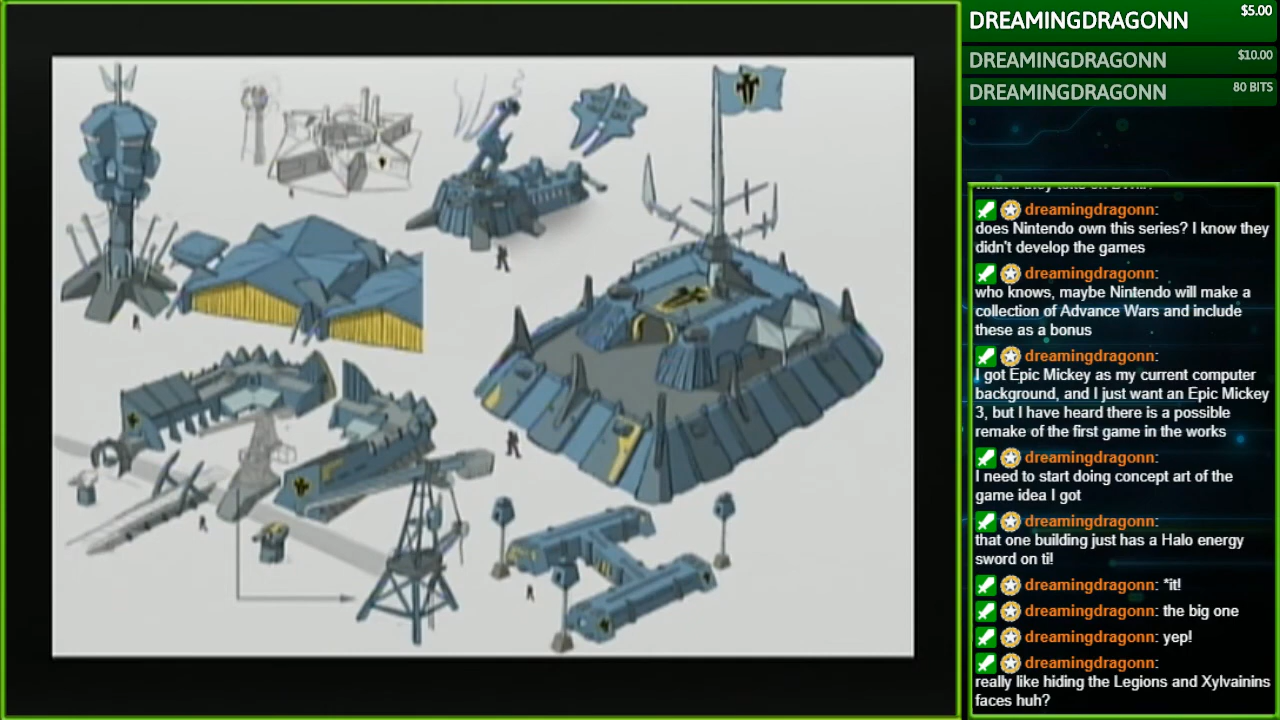 DREAMINGDRAGONN $5.00
DREAMINGDRAGONN $10.00
DREAMINGDRAGONN 80 BITS
dreamingdragonn:
does Nintendo own this series? I know they
didn't develop the games
dreamingdragonn:
who knows, maybe Nintendo will make a
collection of Advance Wars and include
these as a bonus
dreamingdragonn:
I got Epic Mickey as my current computer
background, and I just want an Epic Mickey
3, but I have heard there is a possible
remake of the first game in the works
dreamingdragonn:
I need to start doing concept art of the
game idea I got
dreamingdragonn:
that one building just has a Halo energy
sword on ti!
dreamingdragonn: *it!
dreamingdragonn: the big one
dreamingdragonn: yep!
dreamingdragonn:
really like hiding the Legions and Xylvainins
faces huh?